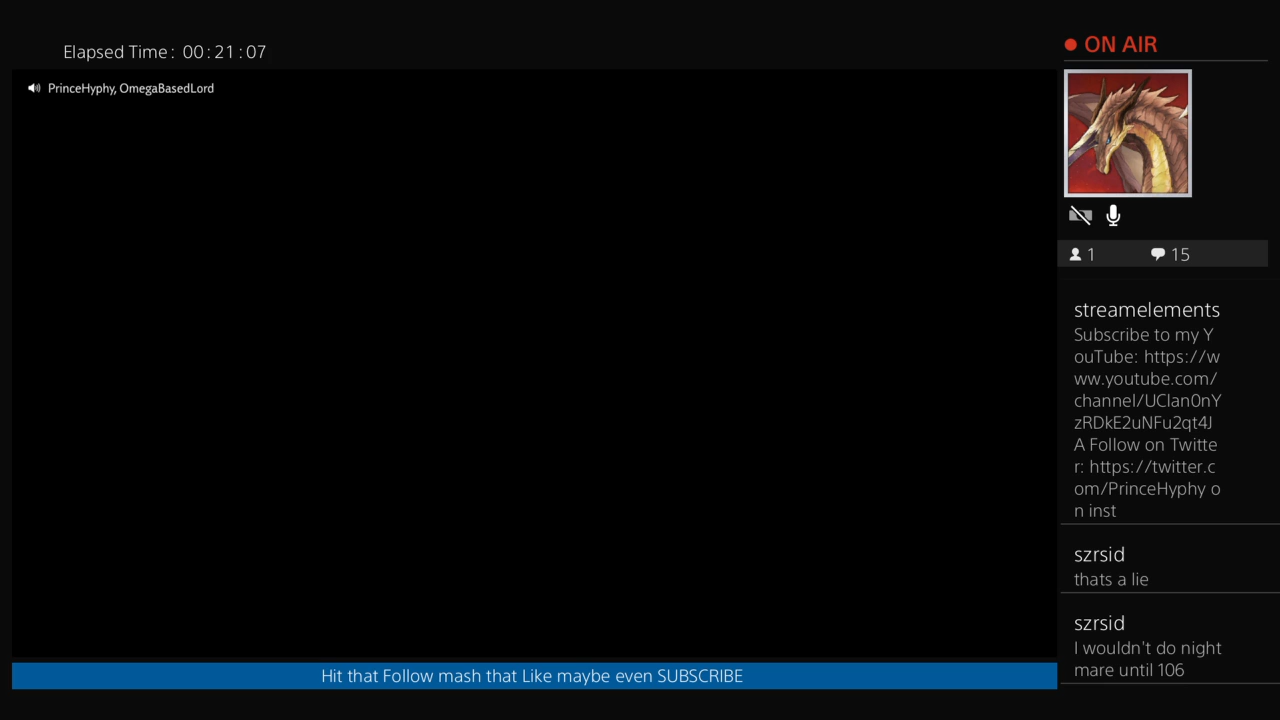 Elapsed Time: 00:21:07
ON AIR
PrinceHyphy, OmegaBasedLord
1 15
streamelements
Subscribe to my Y
ouTube: https://w
ww.youtube.com/
channel/UClan0nY
zRDkE2uNFu2qt4J
A Follow on Twitte
r: https://twitter.c
om/PrinceHyphy o
n inst
szrsid
thats a lie
szrsid
I wouldn't do night
mare until 106
Hit that Follow mash that Like maybe even SUBSCRIBE